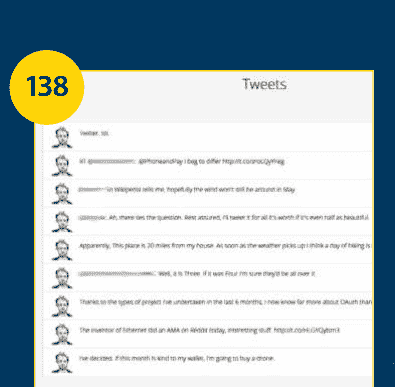 138
Tweets
Twitter. sis
RT @PhoneandPay I beg to differ
so Wikipedia tells me. hopefully the wind won't still be around in May
Ah, there lies the question. Rest assured, I'll tweet it for all it's worth if it's even half as beautiful.
Apparently, This place is 20 miles from my house. As soon as the weather picks up I think a day of hiking is
Well, it is Three. If it was Four I'm sure they'd be all over it
Thanks to the types of project I've undertaken in the last 6 months, I now know far more about OAuth than
The inventor of Ethernet did an AMA on Reddit today, interesting stuff.
I've decided. If this month is kind to my wallet, I'm going to buy a drone.